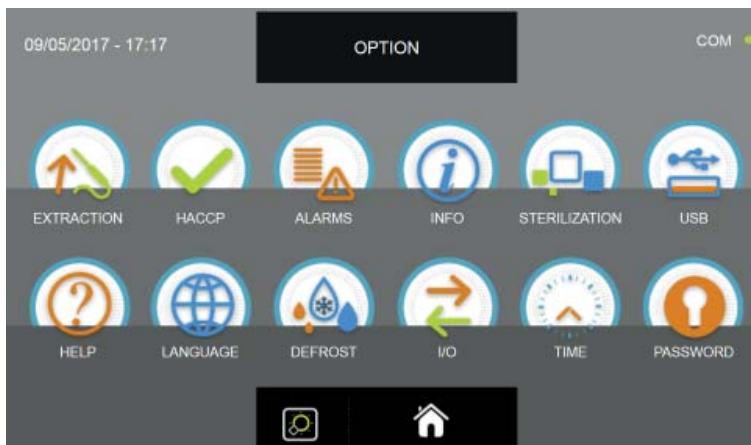 09/05/2017 - 17:17
OPTION
COM
EXTRACTION
HACCP
ALARMS
INFO
STERILIZATION
USB
HELP
LANGUAGE
DEFROST
I/O
TIME
PASSWORD